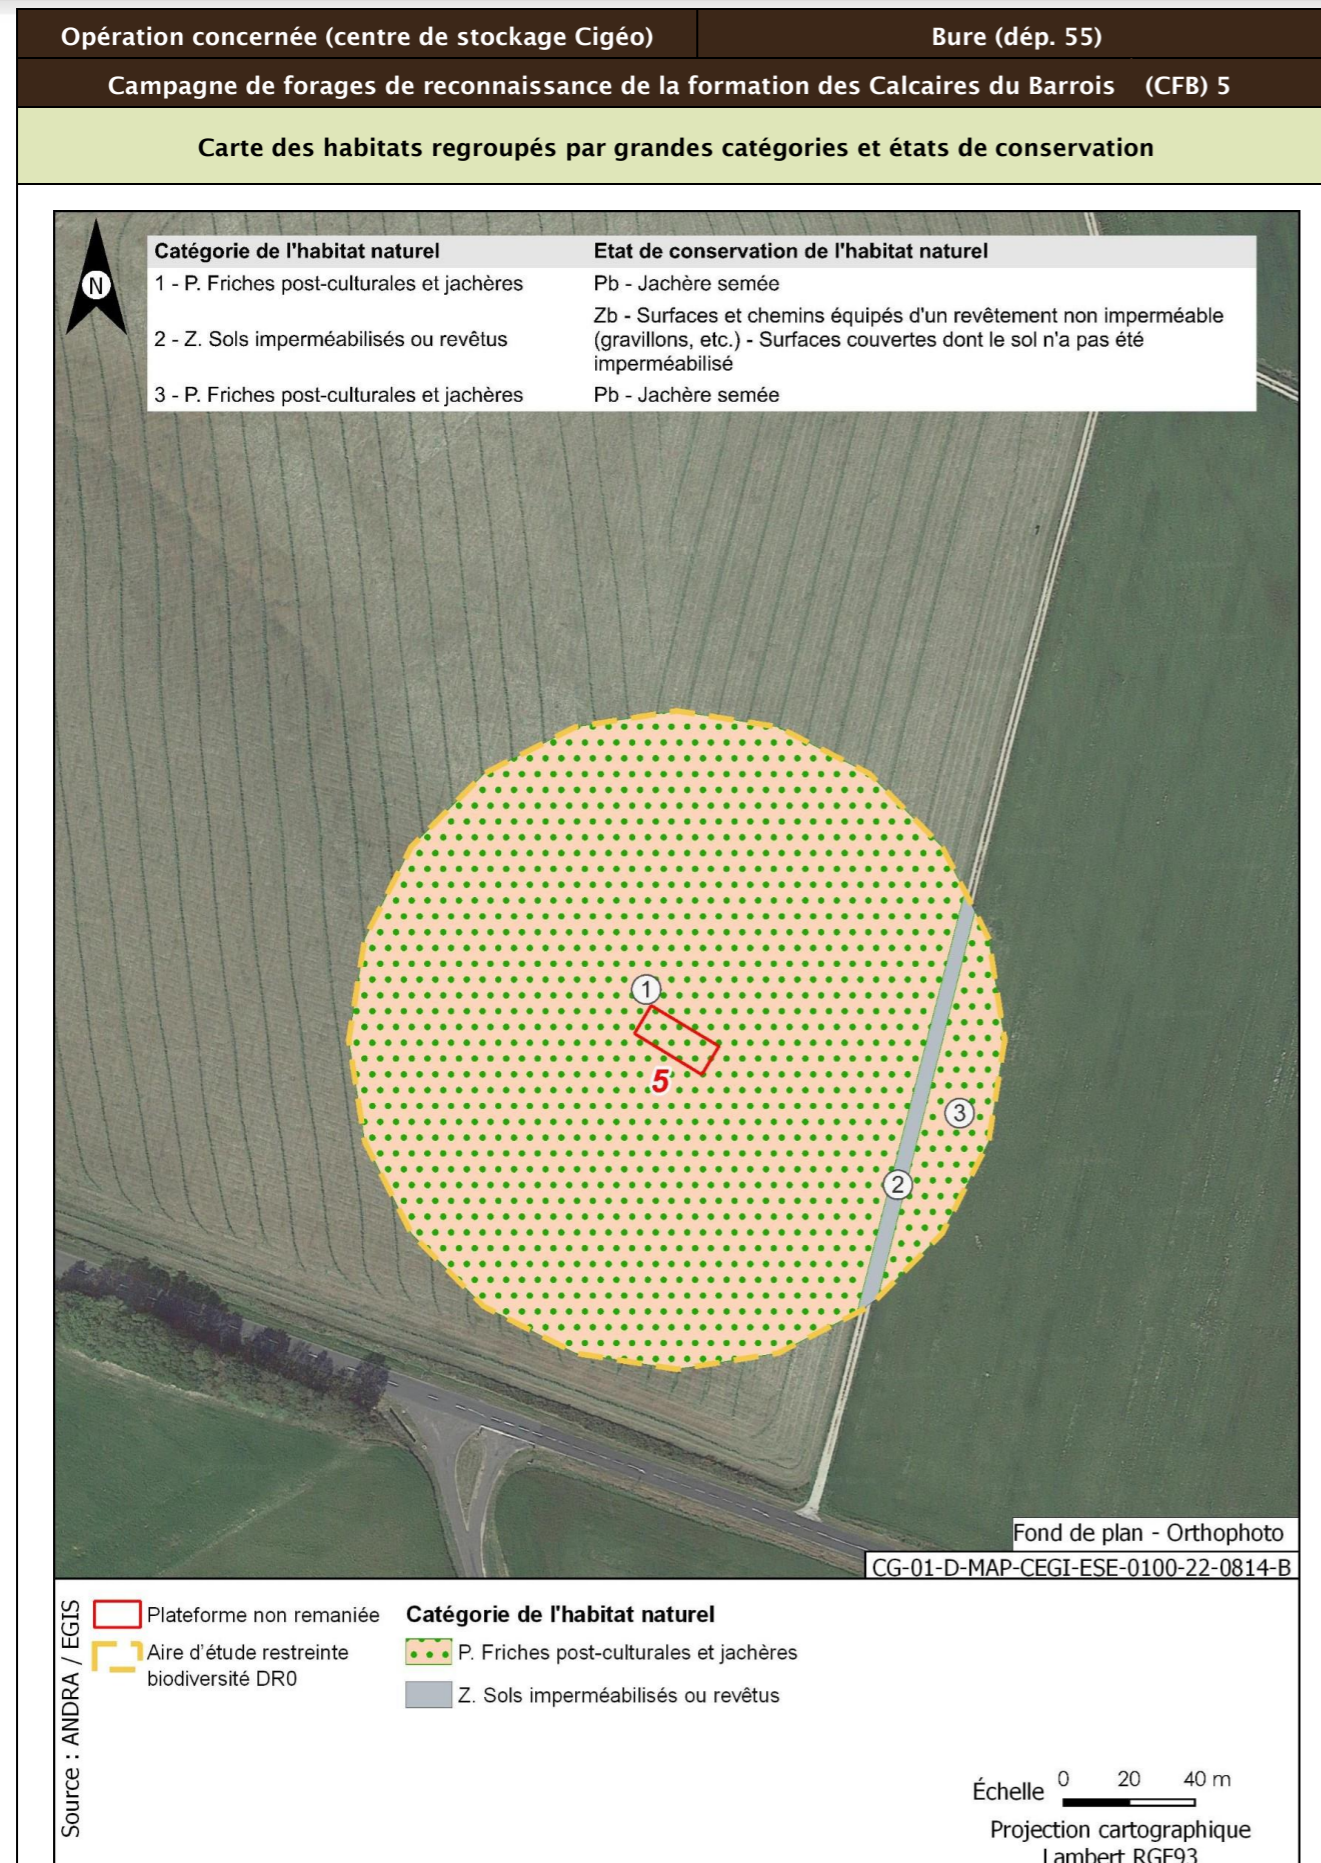 Opération concernée (centre de stockage Cigéo)
Bure (dép. 55)
Campagne de forages de reconnaissance de la formation des Calcaires du Barrois (CFB) 5
Carte des habitats regroupés par grandes catégories et états de conservation
N
Catégorie de l'habitat naturel
Etat de conservation de l'habitat naturel
1 - P. Friches post-culturales et jachères
Pb - Jachère semée
2 - Z. Sols imperméabilisés ou revêtus
Zb - Surfaces et chemins équipés d'un revêtement non imperméable
(gravillons, etc.) - Surfaces couvertes dont le sol n'a pas été
imperméabilisé
3 - P. Friches post-culturales et jachères
Pb - Jachère semée
1
5
3
2
Fond de plan - Orthophoto
CG-01-D-MAP-CEGI-ESE-0100-22-0814-B
Source : ANDRA / EGIS
Plateforme non remaniée
Aire d'étude restreinte
biodiversité DR0
Catégorie de l'habitat naturel
P. Friches post-culturales et jachères
Z. Sols imperméabilisés ou revêtus
Échelle 0 20 40 m
Projection cartographique
Lambert RGF93